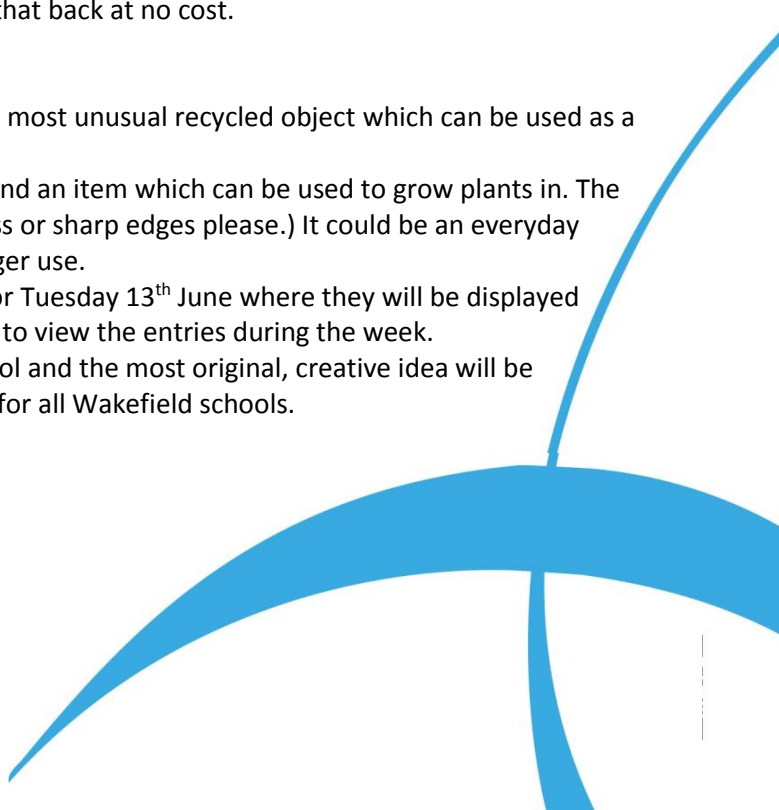 that back at no cost.
most unusual recycled object which can be used as a
nd an item which can be used to grow plants in. The
ss or sharp edges please.) It could be an everyday
ger use.
or Tuesday 13th June where they will be displayed
to view the entries during the week.
ol and the most original, creative idea will be
for all Wakefield schools.